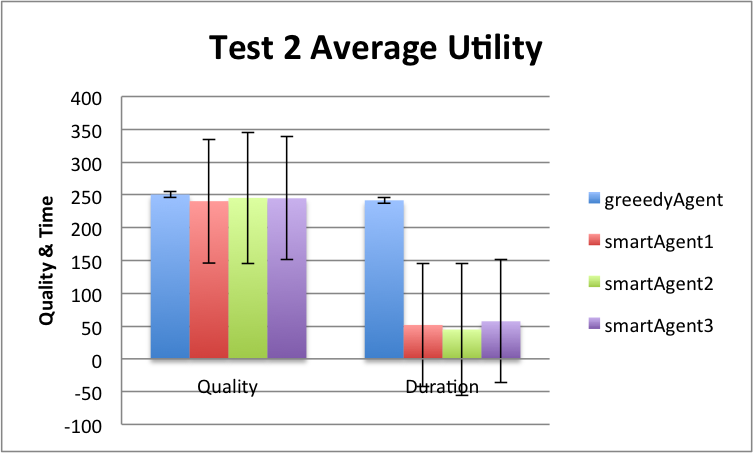 Test 2 Average Utility
Quality & Time
400
350
300
250
200
150
100
50
0
-50
-100
Quality
Duration
greeedyAgent
smartAgent1
smartAgent2
smartAgent3